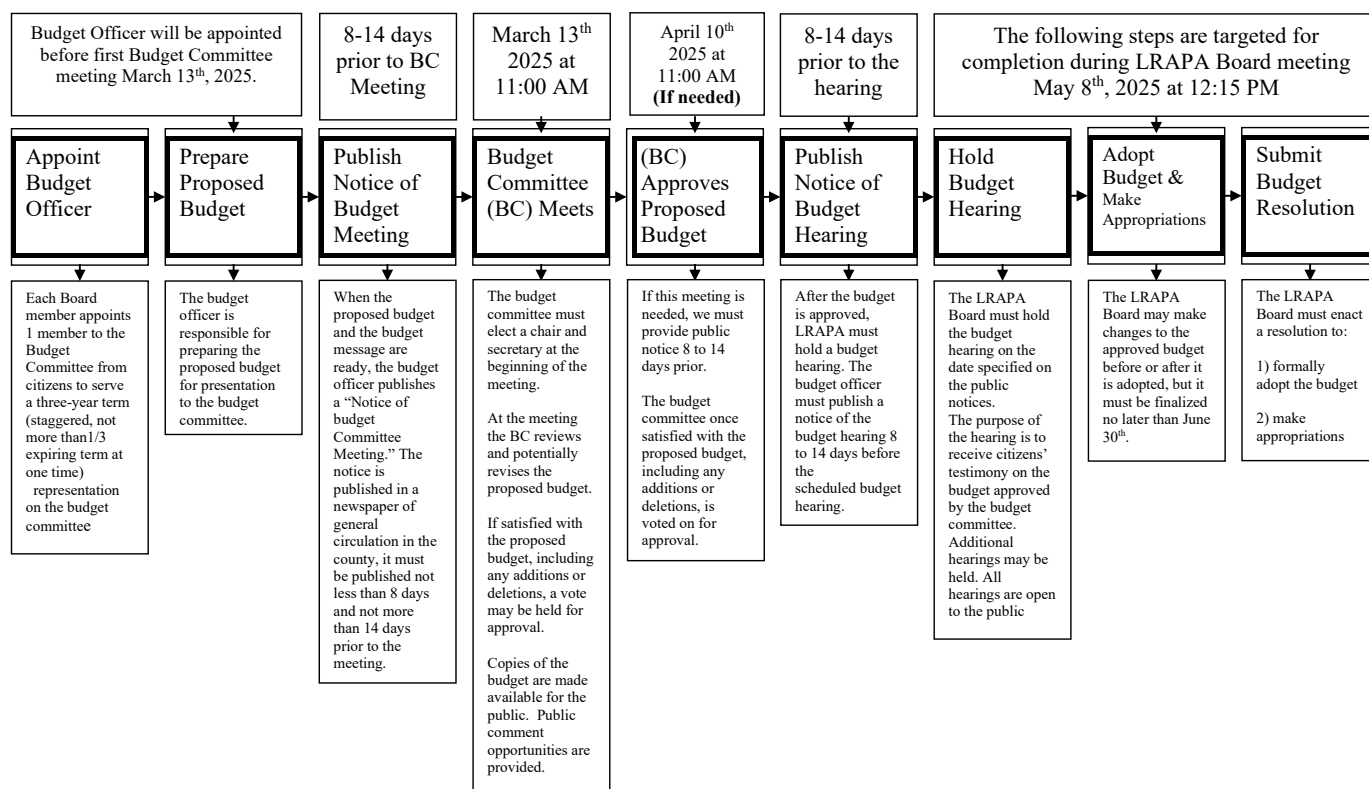 Budget Officer will be appointed
before first Budget Committee
meeting March 13th, 2025.
8-14 days
prior to BC
Meeting
March 13th
2025 at
11:00 AM
April 10th
2025 at
11:00 AM
(If needed)
8-14 days
prior to the
hearing
The following steps are targeted for
completion during LRAPA Board meeting
May 8th, 2025 at 12:15 PM
Appoint
Budget
Officer
Prepare
Proposed
Budget
Publish
Notice of
Budget
Meeting
Budget
Committee
(BC) Meets
(BC)
Approves
Proposed
Budget
Publish
Notice of
Budget
Hearing
Hold
Budget
Hearing
Adopt
Budget &
Make
Appropriations
Submit
Budget
Resolution
Each Board
member appoints
1 member to the
Budget
Committee from
citizens to serve
a three-year term
(staggered, not
more than1/3
expiring term at
one time)
representation
on the budget
committee
The budget
officer is
responsible for
preparing the
proposed budget
for presentation
to the budget
committee.
When the
proposed budget
and the budget
message are
ready, the budget
officer publishes
a “Notice of
budget
Committee
Meeting.” The
notice is
published in a
newspaper of
general
circulation in the
county, it must
be published not
less than 8 days
and not more
than 14 days
prior to the
meeting.
The budget
committee must
elect a chair and
secretary at the
beginning of the
meeting.
At the meeting
the BC reviews
and potentially
revises the
proposed budget.
If satisfied with
the proposed
budget, including
any additions or
deletions, a vote
may be held for
approval.
Copies of the
budget are made
available for the
public. Public
comment
opportunities are
provided.
If this meeting is
needed, we must
provide public
notice 8 to 14
days prior.
The budget
committee once
satisfied with the
proposed budget,
including any
additions or
deletions, is
voted on for
approval.
After the budget
is approved,
LRAPA must
hold a budget
hearing. The
budget officer
must publish a
notice of the
budget hearing 8
to 14 days before
the
scheduled budget
hearing.
The LRAPA
Board must hold
the budget
hearing on the
date specified on
the public
notices.
The purpose of
the hearing is to
receive citizens’
testimony on the
budget approved
by the budget
committee.
Additional
hearings may be
held. All
hearings are open
to the public
The LRAPA
Board may make
changes to the
approved budget
before or after it
is adopted, but it
must be finalized
no later than June
30th.
The LRAPA
Board must enact
a resolution to:
1) formally
adopt the budget
2) make
appropriations